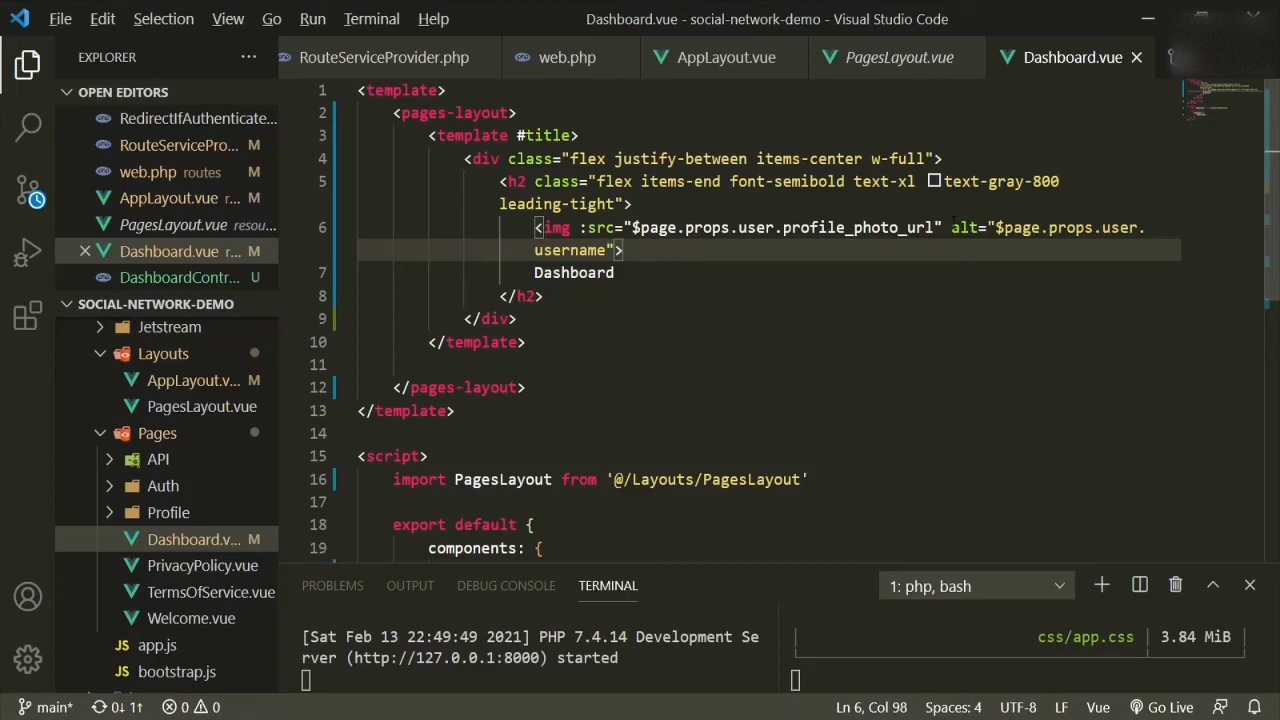 File Edit Selection View Go Run Terminal Help Dashboard.vue - social-network-demo - Visual Studio Code
EXPLORER
RouteServiceProvider.php web.php AppLayout.vue PagesLayout.vue Dashboard.vue
OPEN EDITORS
RedirectIfAuthenticate...
RouteServicePro... M
web.php routes M
AppLayout.vue r... M
PagesLayout.vue resou...
Dashboard.vue r... M
DashboardContr... U
SOCIAL-NETWORK-DEMO
Jetstream
Layouts
AppLayout.v... M
PagesLayout.vue
Pages
API
Auth
Profile
Dashboard.v... M
PrivacyPolicy.vue
TermsOfService.vue
Welcome.vue
JS app.js
JS bootstrap.js
1 <template>
2 <pages-layout>
3 <template #title>
4 <div class="flex justify-between items-center w-full">
5 <h2 class="flex items-end font-semibold text-xl text-gray-800
leading-tight">
6 <img :src="$page.props.user.profile_photo_url" alt="$page.props.user.
username">
7 Dashboard
8 </h2>
9 </div>
10 </template>
11
12 </pages-layout>
13 </template>
14
15 <script>
16 import PagesLayout from '@/Layouts/PagesLayout'
17
18 export default {
19 components: {
PROBLEMS OUTPUT DEBUG CONSOLE TERMINAL 1: php, bash
[Sat Feb 13 22:49:49 2021] PHP 7.4.14 Development Se
rver (http://127.0.0.1:8000) started
css/app.css 3.84 MiB
main* 0↓ 1↑ 0 0 Ln 6, Col 98 Spaces: 4 UTF-8 LF Vue Go Live